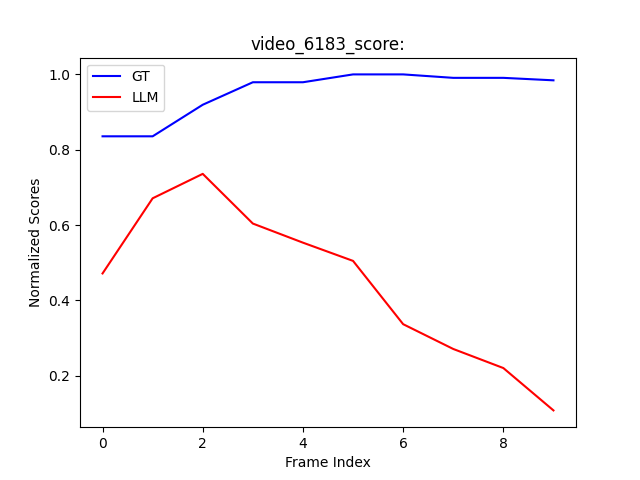 video_6183_score:
GT
LLM
Normalized Scores
1.0
0.8
0.6
0.4
0.2
0 2 4 6 8
Frame Index